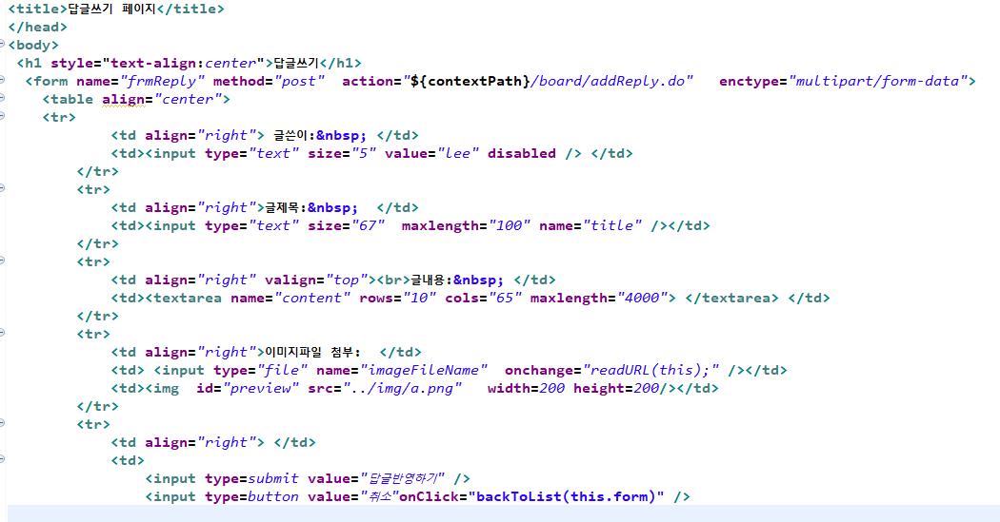 <title>답글쓰기 페이지</title>
</head>
<body>
<h1 style="text-align:center">답글쓰기</h1>
<form name="frmReply" method="post"  action="${contextPath}/board/addReply.do"   enctype="multipart/form-data">
<table align="center">
<tr>
<td align="right"> 글쓴이:&nbsp; </td>
<td><input type="text" size="5" value="lee" disabled /> </td>
</tr>
<tr>
<td align="right">글제목:&nbsp;  </td>
<td><input type="text" size="67"  maxlength="100" name="title" /></td>
</tr>
<tr>
<td align="right" valign="top"><br>글내용:&nbsp; </td>
<td><textarea name="content" rows="10" cols="65" maxlength="4000"> </textarea> </td>
</tr>
<tr>
<td align="right">이미지파일 첨부:  </td>
<td> <input type="file" name="imageFileName"  onchange="readURL(this);" /></td>
<td><img  id="preview" src="../img/a.png"   width=200 height=200/></td>
</tr>
<tr>
<td align="right"> </td>
<td>
<input type=submit value="답글반영하기" />
<input type=button value="취소"onClick="backToList(this.form)" />